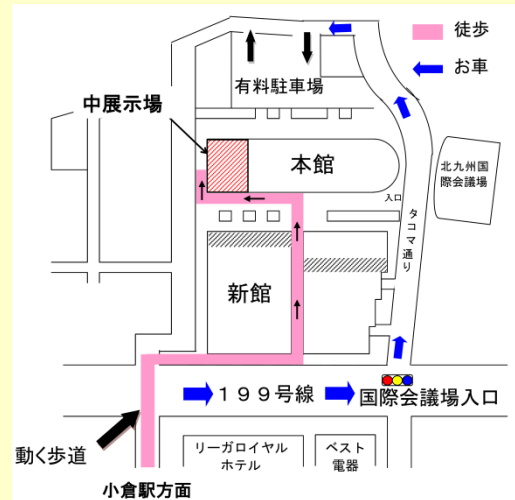 徒歩
お車
有料駐車場
中展示場
本館
北九州国
際会議場
入口
タコマ通り
新館
199号線
国際会議場入口
動く歩道
リーガロイヤル
ホテル
ベスト
電器
小倉駅方面